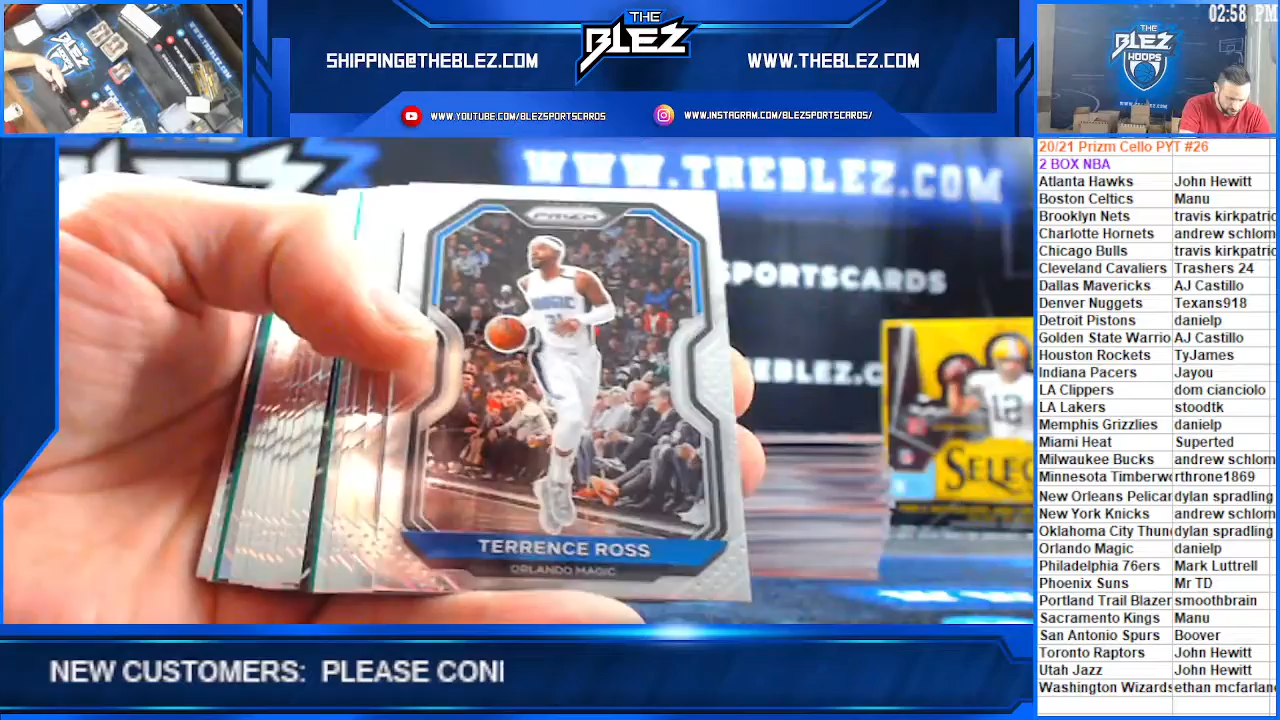 THE
BLEZ
SHIPPING@THEBLEZ.COM
WWW.THEBLEZ.COM
WWW.YOUTUBE.COM/BLEZSPORTSCARDS
WWW.INSTAGRAM.COM/BLEZSPORTSCARDS/
02:58 PM
BLEZ
HOOPS
WWW.THEBLEZ.COM
SPORTSCARDS
HEBLEZ.C
PRIZM
MAGIC
TERRENCE ROSS
ORLANDO MAGIC
12
SELEC
20/21 Prizm Cello PYT #26
2 BOX NBA
Atlanta Hawks John Hewitt
Boston Celtics Manu
Brooklyn Nets travis kirkpatric
Charlotte Hornets andrew schlom
Chicago Bulls travis kirkpatric
Cleveland Cavaliers Trashers 24
Dallas Mavericks AJ Castillo
Denver Nuggets Texans918
Detroit Pistons danielp
Golden State Warrio AJ Castillo
Houston Rockets TyJames
Indiana Pacers Jayou
LA Clippers dom cianciolo
LA Lakers stoodtk
Memphis Grizzlies danielp
Miami Heat Superted
Milwaukee Bucks andrew schlom
Minnesota Timberwo rthrone1869
New Orleans Pelican dylan spradling
New York Knicks andrew schlom
Oklahoma City Thun dylan spradling
Orlando Magic danielp
Philadelphia 76ers Mark Luttrell
Phoenix Suns Mr TD
Portland Trail Blazer smoothbrain
Sacramento Kings Manu
San Antonio Spurs Boover
Toronto Raptors John Hewitt
Utah Jazz John Hewitt
Washington Wizards ethan mcfarlane
NEW CUSTOMERS: PLEASE CONI